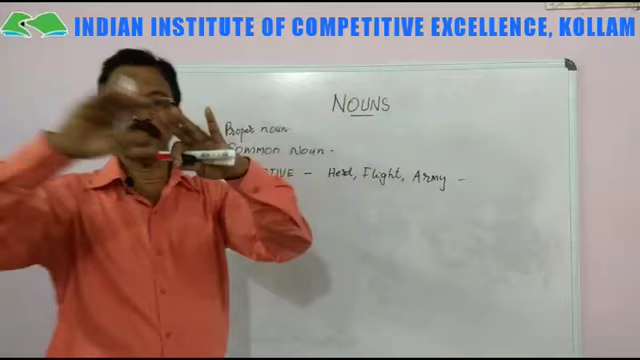 INDIAN INSTITUTE OF COMPETITIVE EXCELLENCE, KOLLAM
NOUNS
Proper noun
COMMON NOUN -
TIVE - Herd, Flight, Army -